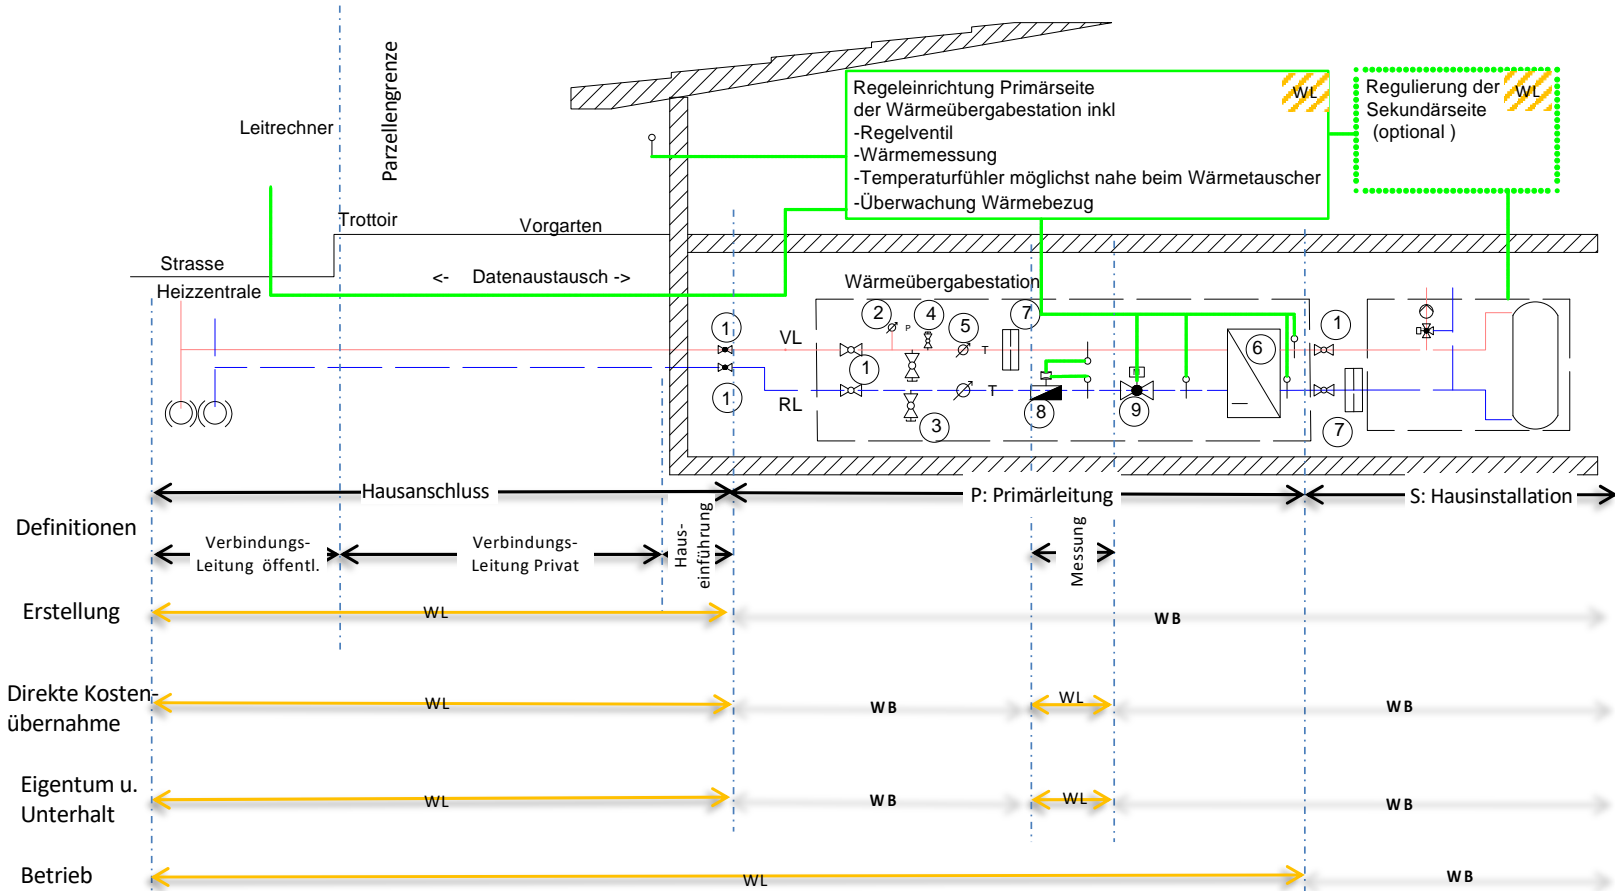 Leitrechner
Parzellengrenze
Regeleinrichtung Primärseite
der Wärmeübergabestation inkl
-Regelventil
-Wärmemessung
-Temperaturfühler möglichst nahe beim Wärmetauscher
-Überwachung Wärmebezug
WL
Regulierung der
Sekundärseite
(optional )
WL
Trottoir
Vorgarten
Strasse
Heizzentrale
<- Datenaustausch ->
Wärmeübergabestation
1
VL
2
P
4
5
T
7
6
1
1
1
RL
3
T
8
9
7
Definitionen
Hausanschluss
P: Primärleitung
S: Hausinstallation
Verbindungs-
Leitung öffentl.
Verbindungs-
Leitung Privat
Haus-
einführung
Messung
Erstellung
WL
WB
Direkte Kosten-
übernahme
WL
WB
WL
WB
Eigentum u.
Unterhalt
WL
WB
WL
WB
Betrieb
WL
WB